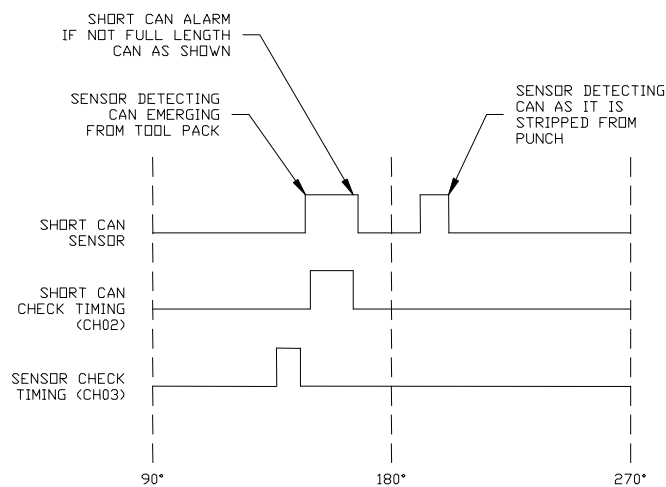 SHORT CAN ALARM
IF NOT FULL LENGTH
CAN AS SHOWN
SENSOR DETECTING
CAN EMERGING
FROM TOOL PACK
SENSOR DETECTING
CAN AS IT IS
STRIPPED FROM
PUNCH
SHORT CAN
SENSOR
SHORT CAN
CHECK TIMING
(CH02)
SENSOR CHECK
TIMING (CH03)
90°
180°
270°